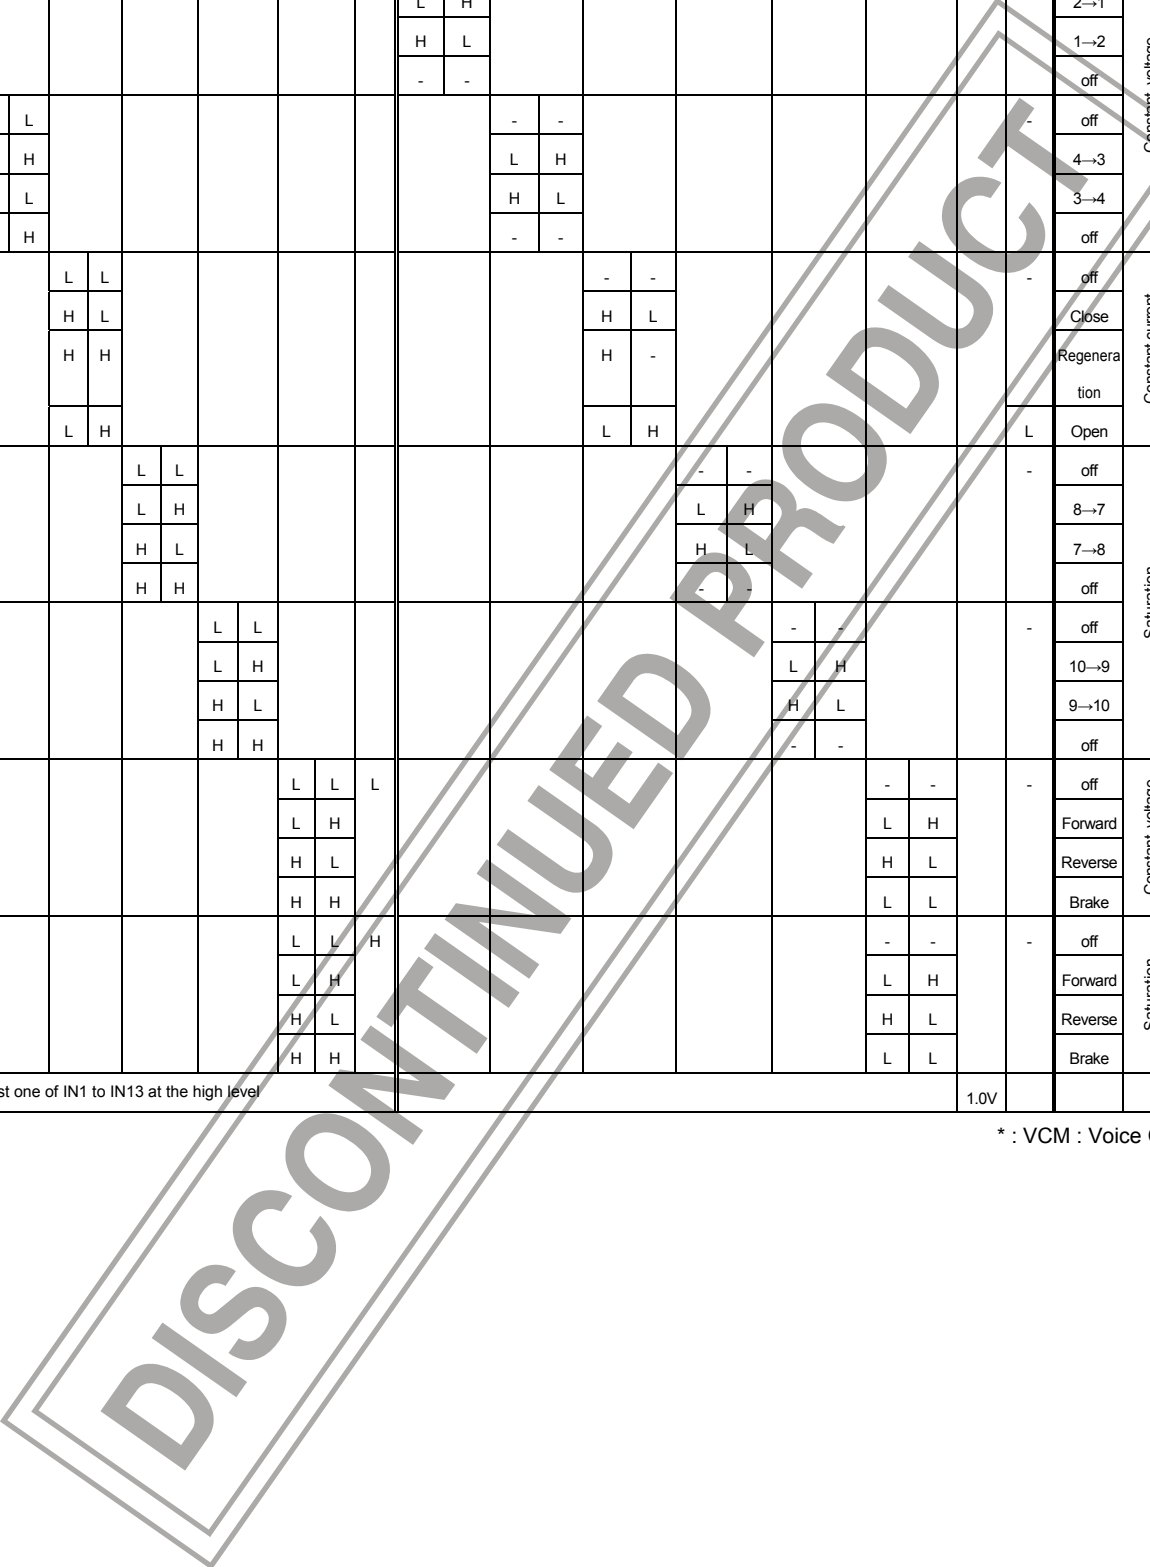 L H 2→1
H L 1→2
- - off
L - - - off
H L H 4→3
L H L 3→4
H - - off
L L - - - off
H L H L Close
H H H - Regenera
tion
L H L H L Open
L L - - - off
L H L H 8→7
H L H L 7→8
H H - - off
L L - - - off
L H L H 10→9
H L H L 9→10
H H - - off
L L L - - - off
L H L H Forward
H L H L Reverse
H H L L Brake
L L H - - - off
L H L H Forward
H L H L Reverse
H H L L Brake
one of IN1 to IN13 at the high level 1.0V
* : VCM : Voice
DISCONTINUED PRODUCT